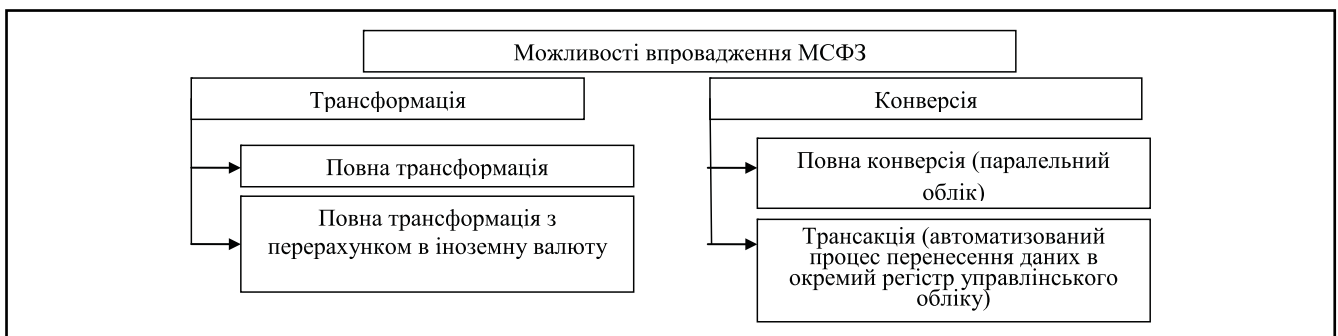 Можливості впровадження МСФЗ
Трансформація
Повна трансформація
Повна трансформація з
перерахунком в іноземну валюту
Конверсія
Повна конверсія (паралельний
облік)
Трансакція (автоматизований
процес перенесення даних в
окремий регістр управлінського
обліку)